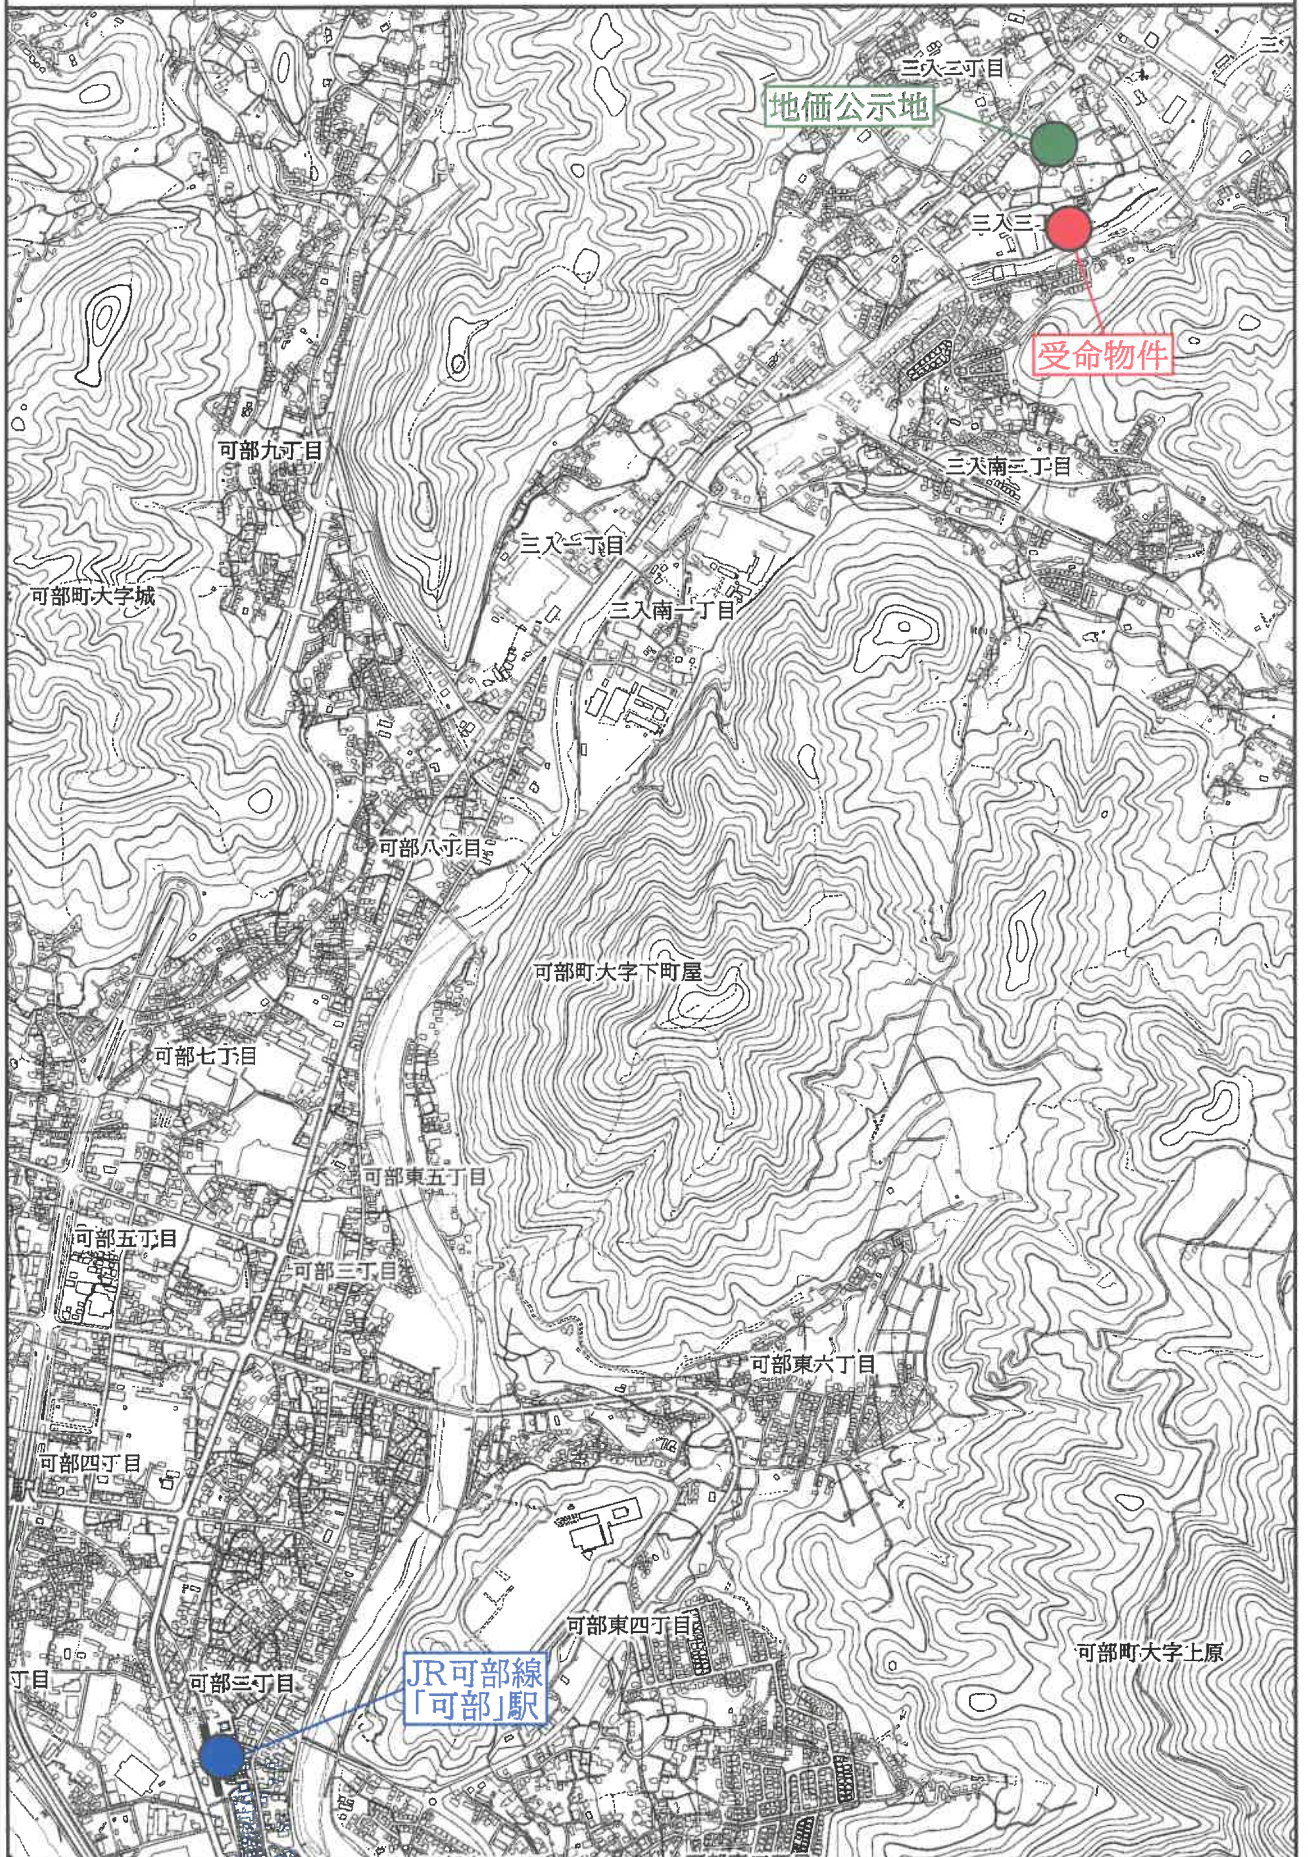 三入二丁目
三入
地価公示地
三入三
受命物件
可部九丁目
三入南二丁目
三入一丁目
可部町大字城
三入南一丁目
可部八丁目
可部町大字下町屋
可部七丁目
可部東五丁目
可部五丁目
可部三丁目
可部東六丁目
可部四丁目
可部東四丁目
可部町大字上原
JR可部線
「可部」駅
丁目
可部二丁目